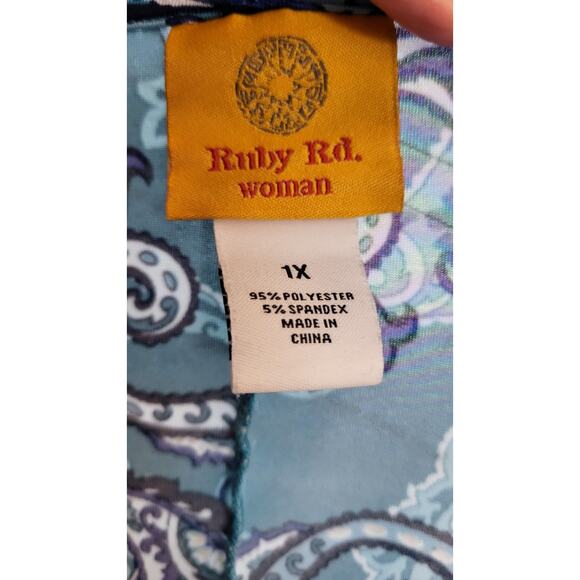 Ruby Rd.
woman
1X
95% POLYESTER
5% SPANDEX
MADE IN
CHINA